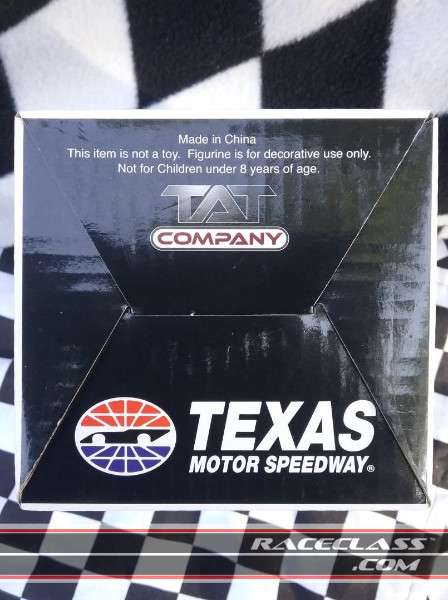 Made in China
This item is not a toy. Figurine is for decorative use only.
Not for Children under 8 years of age.
TAT
COMPANY
TEXAS
MOTOR SPEEDWAY®
RACECLASS
.COM